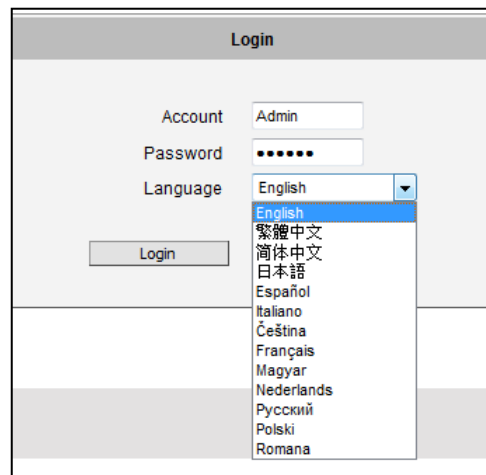 Login
Account Admin
Password ••••••
Language English
English
繁體中文
Login 简体中文
日本語
Español
Italiano
Čeština
Français
Magyar
Nederlands
Русский
Polski
Romana